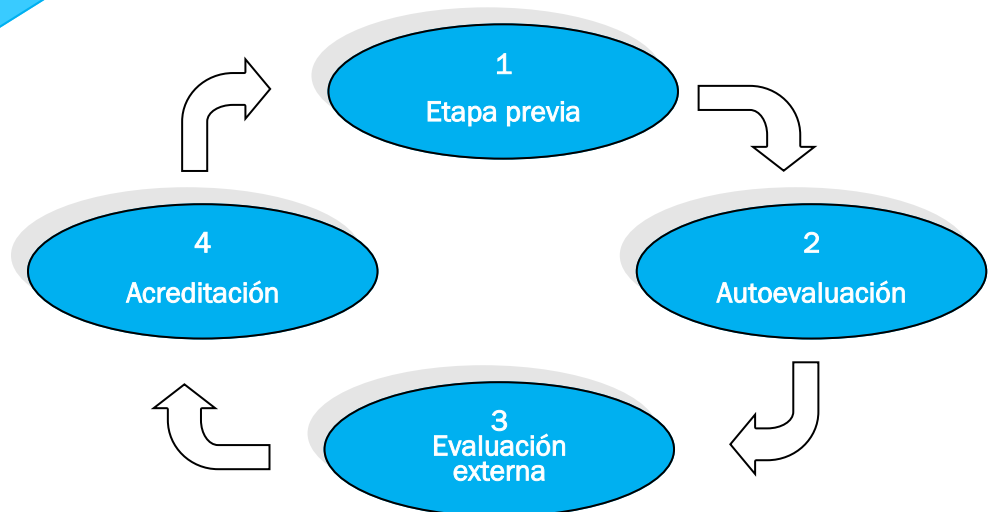 1
Etapa previa
2
Autoevaluación
3
Evaluación
externa
4
Acreditación